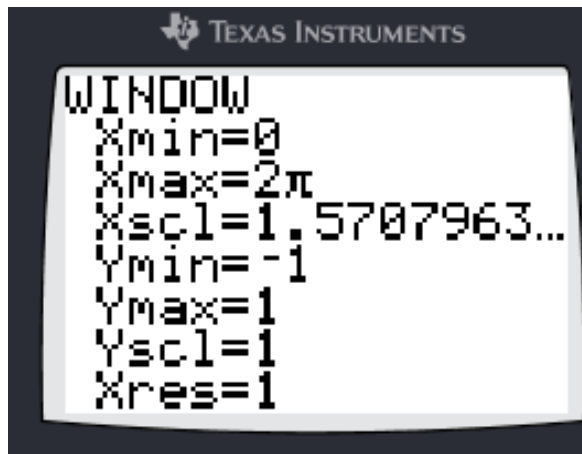 TEXAS INSTRUMENTS
WINDOW
Xmin=0
Xmax=2π
Xscl=1.5707963…
Ymin=⁻1
Ymax=1
Yscl=1
Xres=1